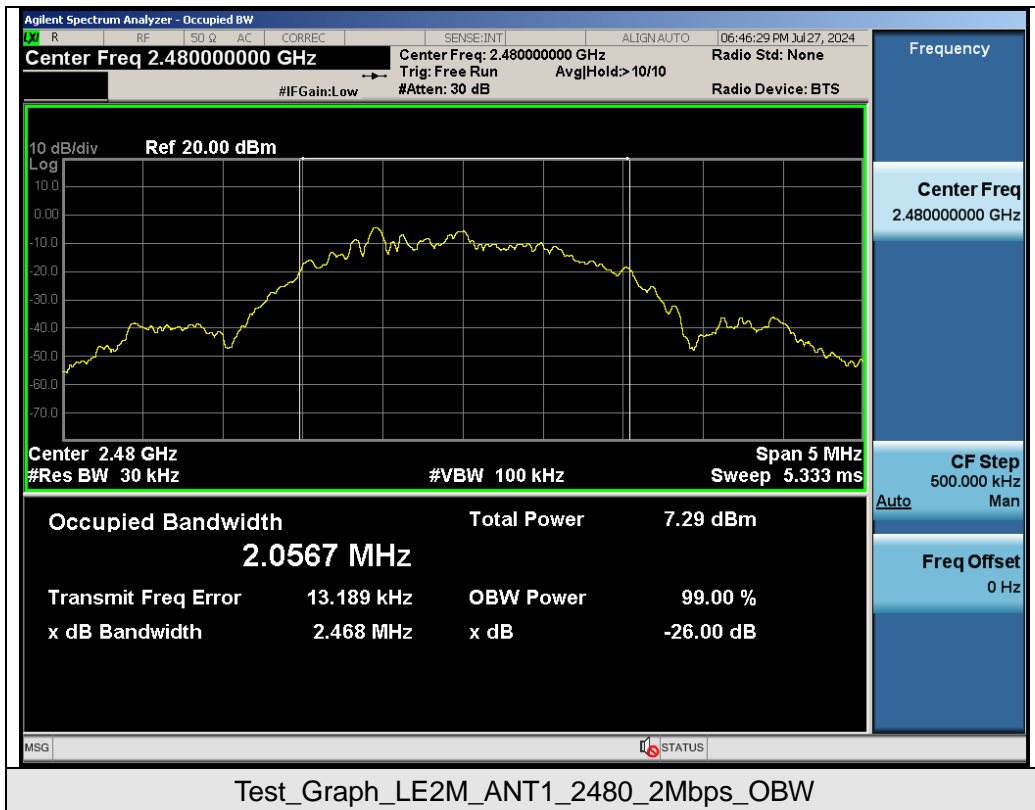 Agilent Spectrum Analyzer - Occupied BW
LXI R RF 50 Ω AC CORREC SENSE:INT ALIGN AUTO 06:46:29 PM Jul 27, 2024
Center Freq 2.480000000 GHz
Center Freq: 2.480000000 GHz
Radio Std: None
Trig: Free Run Avg|Hold:>10/10
#IFGain:Low
#Atten: 30 dB
Radio Device: BTS
10 dB/div Ref 20.00 dBm
Log
10.0
0.00
-10.0
-20.0
-30.0
-40.0
-50.0
-60.0
-70.0
Center 2.48 GHz Span 5 MHz
#Res BW 30 kHz #VBW 100 kHz Sweep 5.333 ms
Occupied Bandwidth Total Power 7.29 dBm
2.0567 MHz
Transmit Freq Error 13.189 kHz OBW Power 99.00 %
x dB Bandwidth 2.468 MHz x dB -26.00 dB
Frequency
Center Freq
2.480000000 GHz
CF Step
500.000 kHz
Auto Man
Freq Offset
0 Hz
MSG STATUS
Test_Graph_LE2M_ANT1_2480_2Mbps_OBW